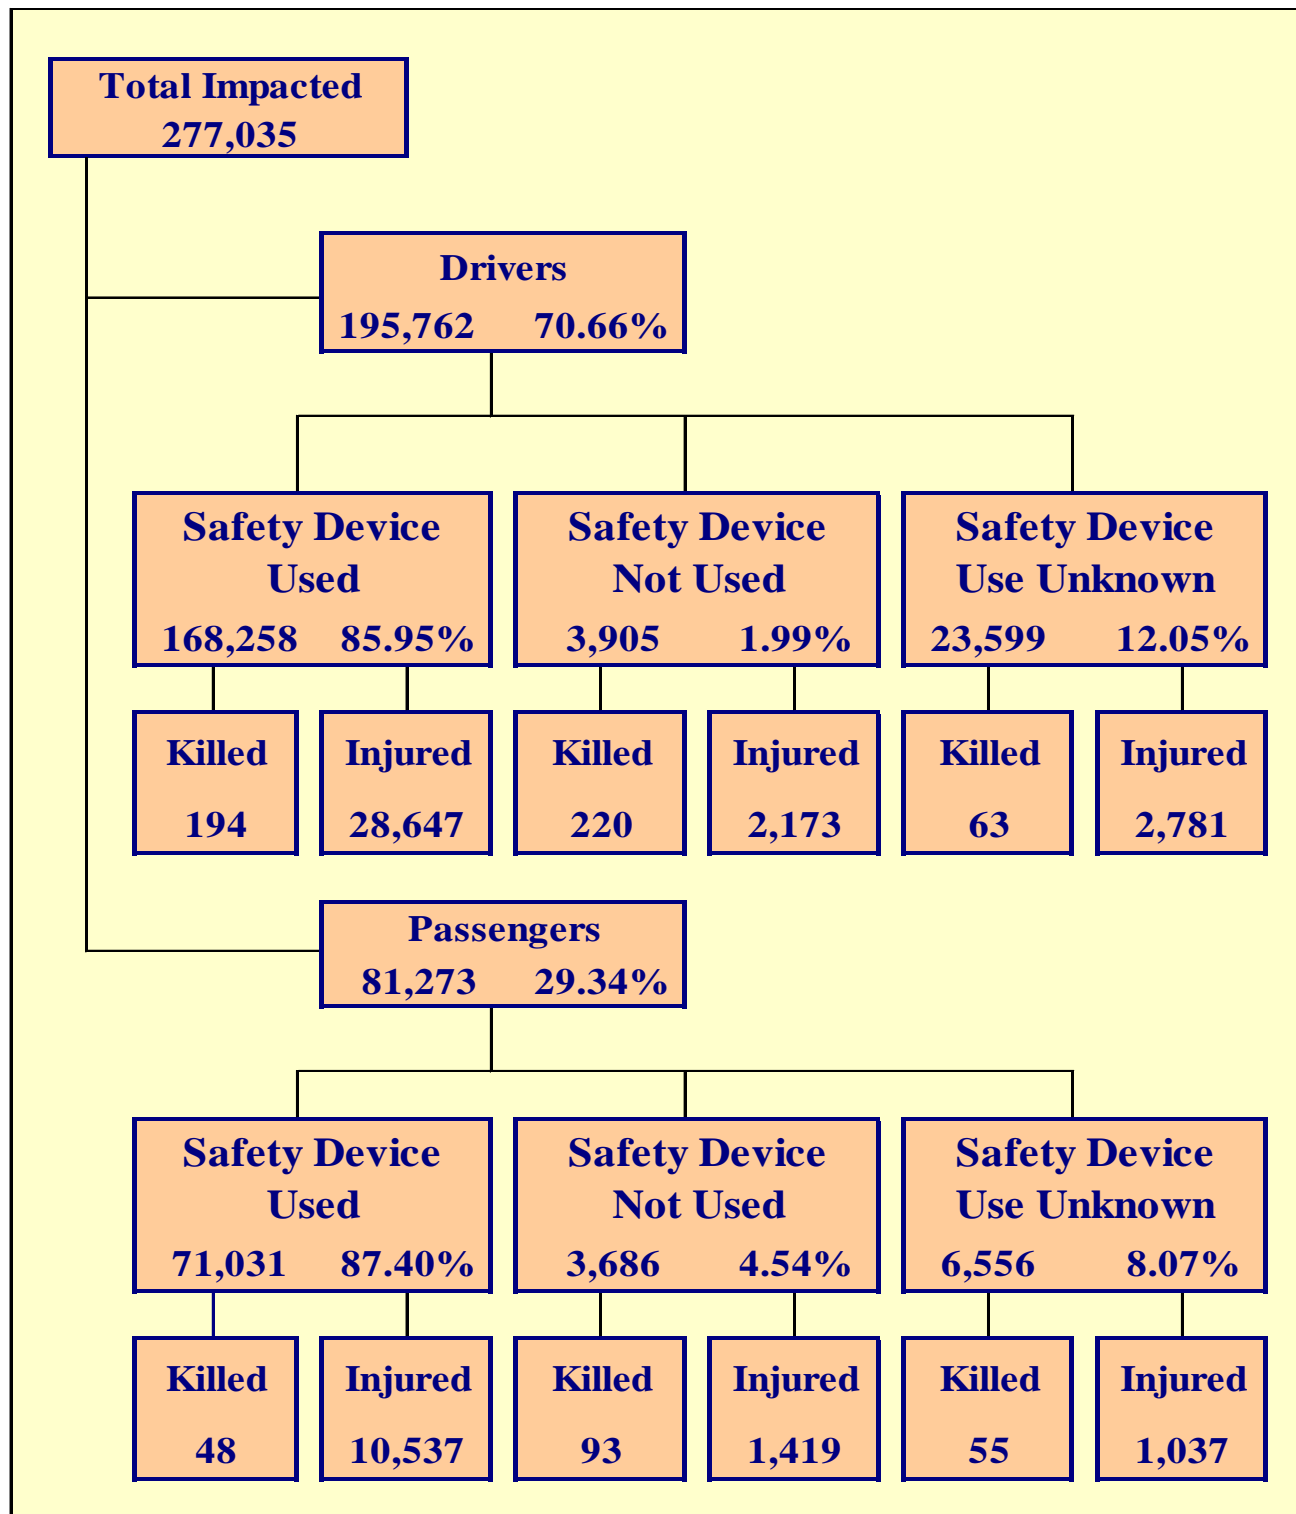 Total Impacted
277,035
Drivers
195,762 70.66%
Safety Device
Used
168,258 85.95%
Safety Device
Not Used
3,905 1.99%
Safety Device
Use Unknown
23,599 12.05%
Killed
194
Injured
28,647
Killed
220
Injured
2,173
Killed
63
Injured
2,781
Passengers
81,273 29.34%
Safety Device
Used
71,031 87.40%
Safety Device
Not Used
3,686 4.54%
Safety Device
Use Unknown
6,556 8.07%
Killed
48
Injured
10,537
Killed
93
Injured
1,419
Killed
55
Injured
1,037